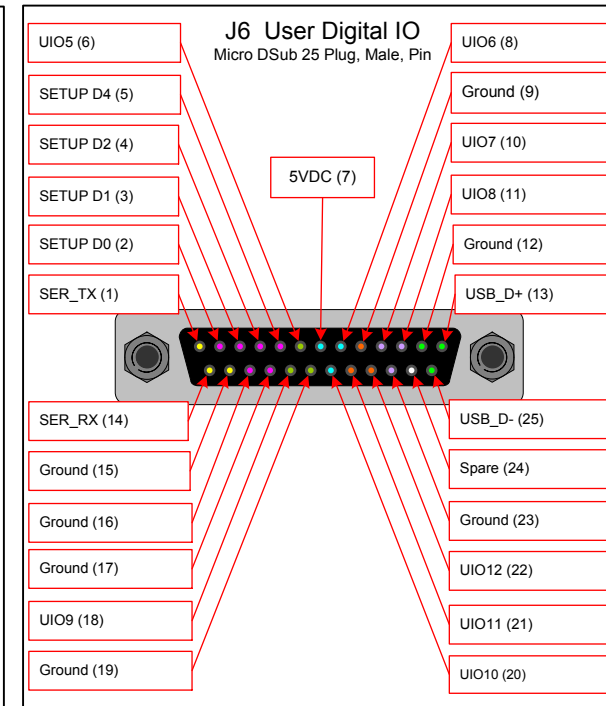 J6 User Digital IO
Micro DSub 25 Plug, Male, Pin
UIO5 (6)
SETUP D4 (5)
SETUP D2 (4)
SETUP D1 (3)
SETUP D0 (2)
SER_TX (1)
5VDC (7)
UIO6 (8)
Ground (9)
UIO7 (10)
UIO8 (11)
Ground (12)
USB_D+ (13)
SER_RX (14)
Ground (15)
Ground (16)
Ground (17)
UIO9 (18)
Ground (19)
USB_D- (25)
Spare (24)
Ground (23)
UIO12 (22)
UIO11 (21)
UIO10 (20)